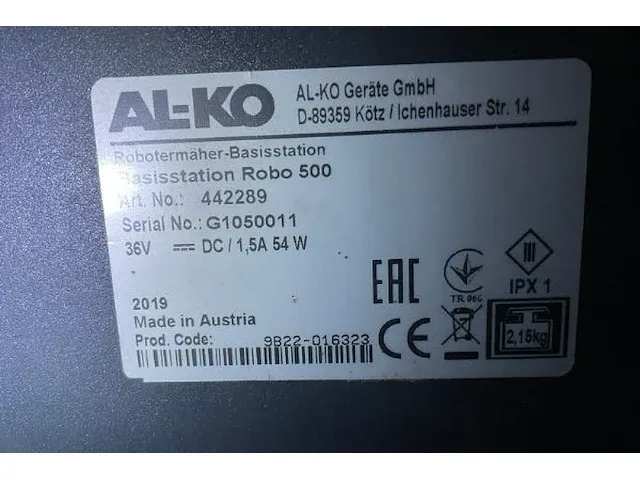 AL-KO
AL-KO Geräte GmbH
D-89359 Kötz / Ichenhauser Str. 14
Robotermäher-Basisstation
Basisstation Robo 500
Art. No.: 442289
Serial No.: G1050011
36V DC / 1,5A 54 W
EAC
TR 066
III
IPX 1
2019
Made in Austria
Prod. Code: 9B22-016323
CE
2,15kg